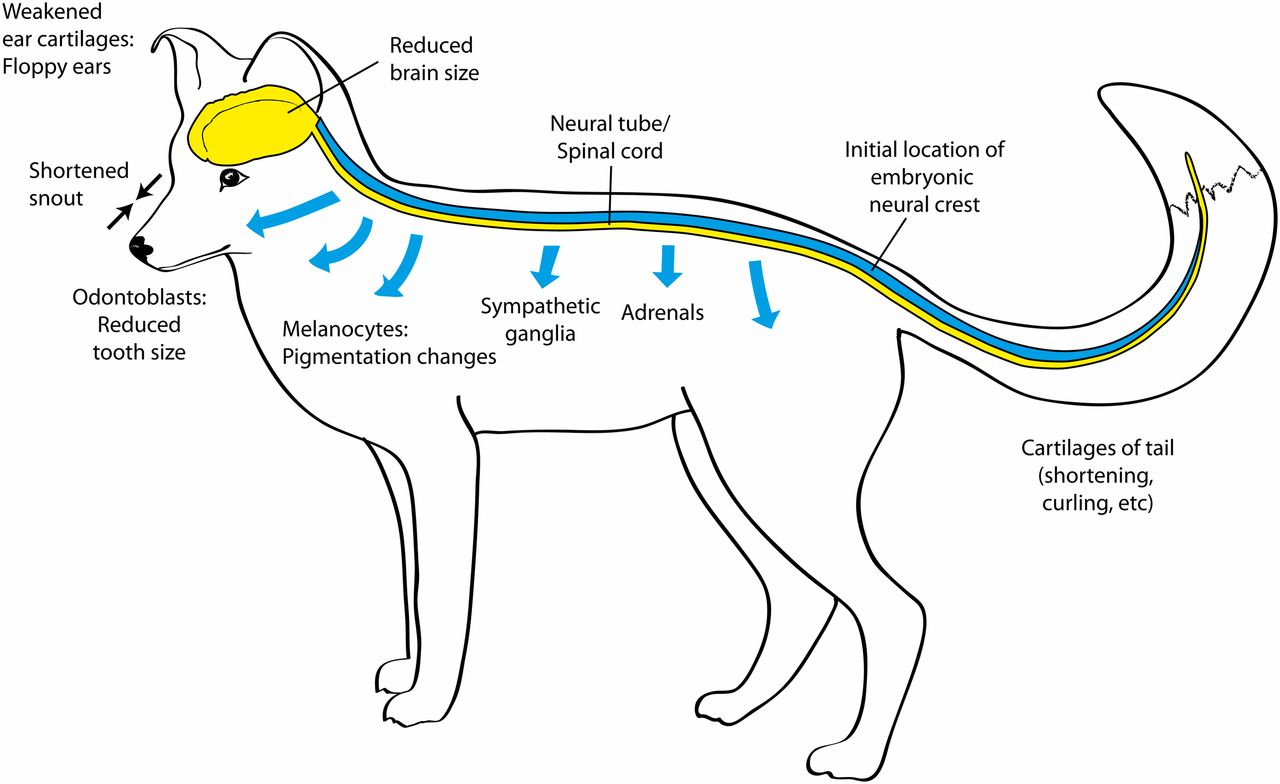 Weakened
ear cartilages:
Floppy ears
Reduced
brain size
Neural tube/
Spinal cord
Initial location of
embryonic
neural crest
Shortened
snout
Odontoblasts:
Reduced
tooth size
Melanocytes:
Pigmentation changes
Sympathetic
ganglia
Adrenals
Cartilages of tail
(shortening,
curling, etc)